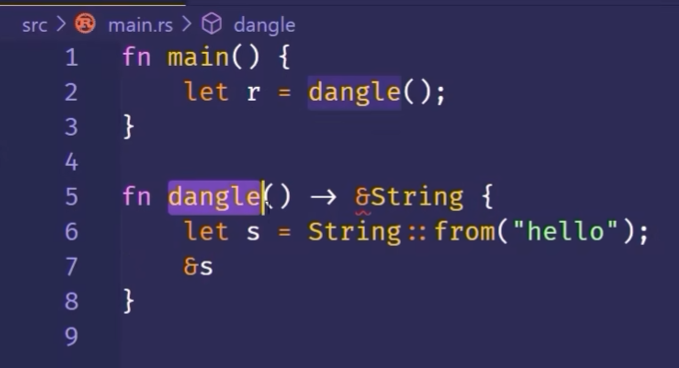 src > main.rs > dangle
1 fn main() {
2     let r = dangle();
3 }
4
5 fn dangle() → &String {
6     let s = String::from("hello");
7     &s
8 }
9